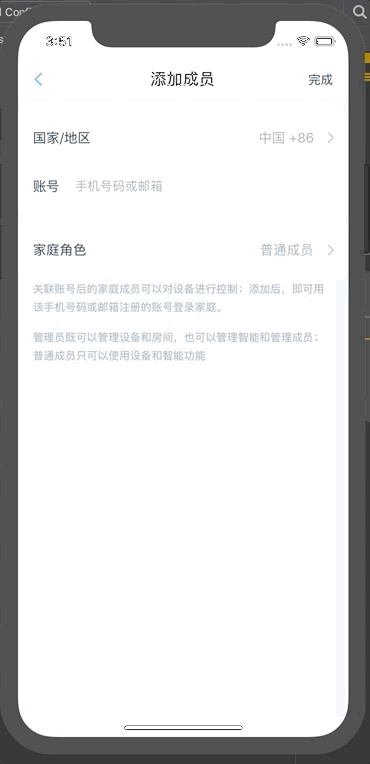 l Conf
3:51
添加成员
完成
国家/地区
中国 +86
账号
手机号码或邮箱
家庭角色
普通成员
关联账号后的家庭成员可以对设备进行控制；添加后，即可用
该手机号码或邮箱注册的账号登录家庭。
管理员既可以管理设备和房间，也可以管理智能和管理成员；
普通成员只可以使用设备和智能功能